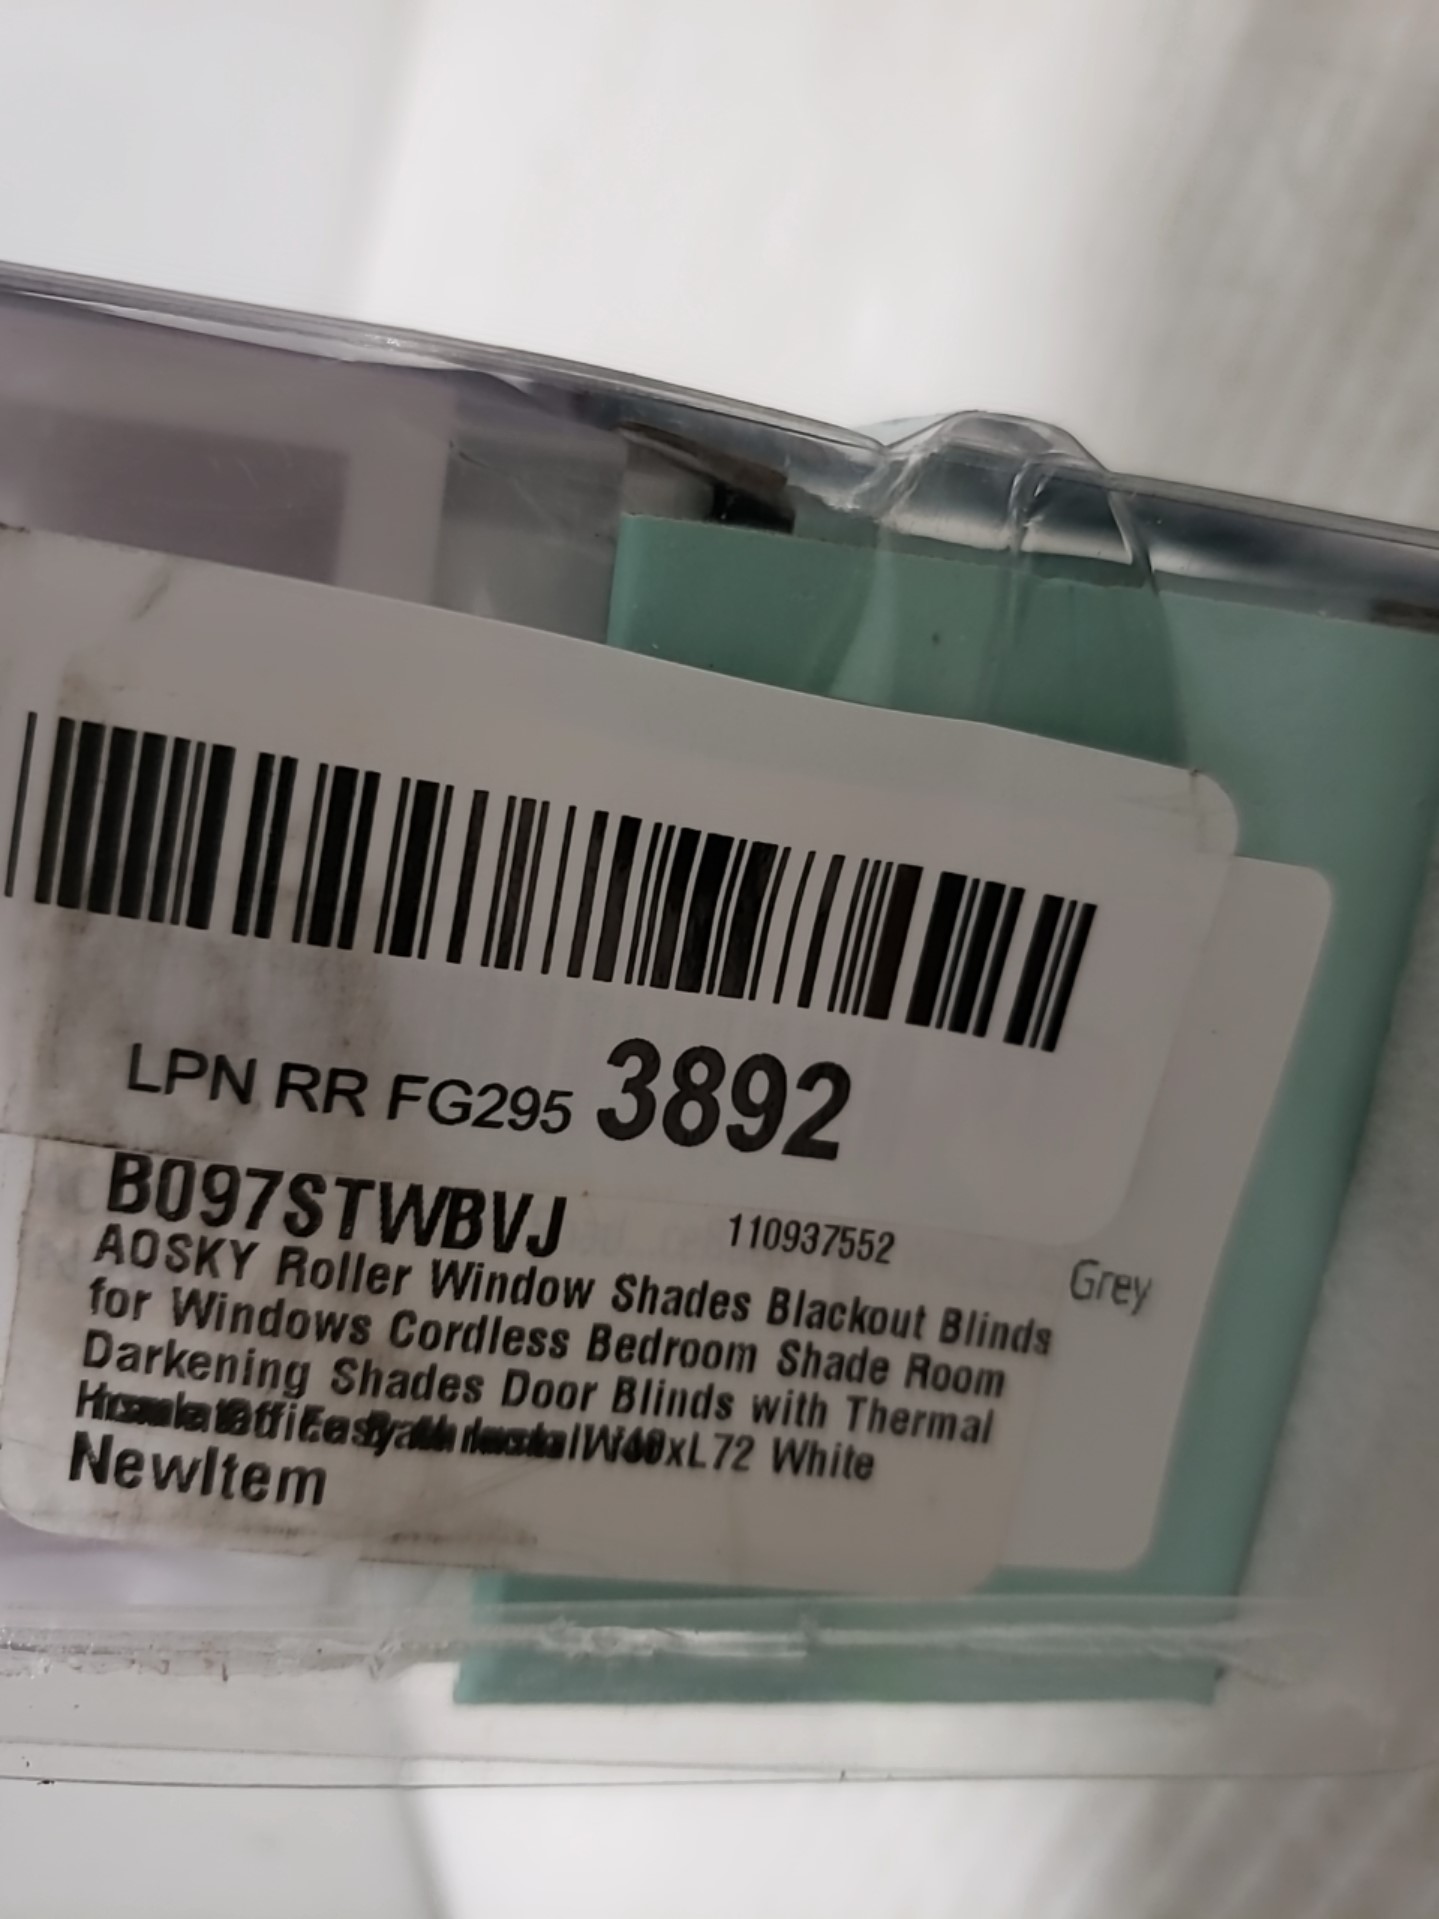 LPN RR FG295 3892
B097STWBVJ 110937552
AOSKY Roller Window Shades Blackout Blinds
for Windows Cordless Bedroom Shade Room
Darkening Shades Door Blinds with Thermal
xL72 White
NewItem
Grey